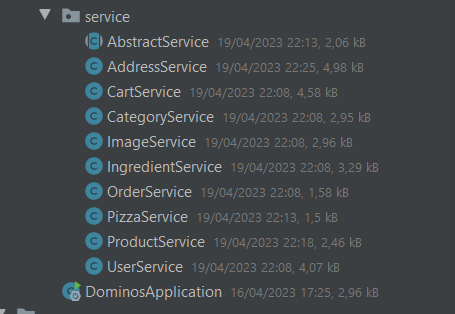 service
AbstractService 19/04/2023 22:13, 2,06 kB
AddressService 19/04/2023 22:25, 4,98 kB
CartService 19/04/2023 22:08, 4,58 kB
CategoryService 19/04/2023 22:08, 2,95 kB
ImageService 19/04/2023 22:08, 2,96 kB
IngredientService 19/04/2023 22:08, 3,29 kB
OrderService 19/04/2023 22:08, 1,58 kB
PizzaService 19/04/2023 22:13, 1,5 kB
ProductService 19/04/2023 22:18, 2,46 kB
UserService 19/04/2023 22:08, 4,07 kB
DominosApplication 16/04/2023 17:25, 2,96 kB